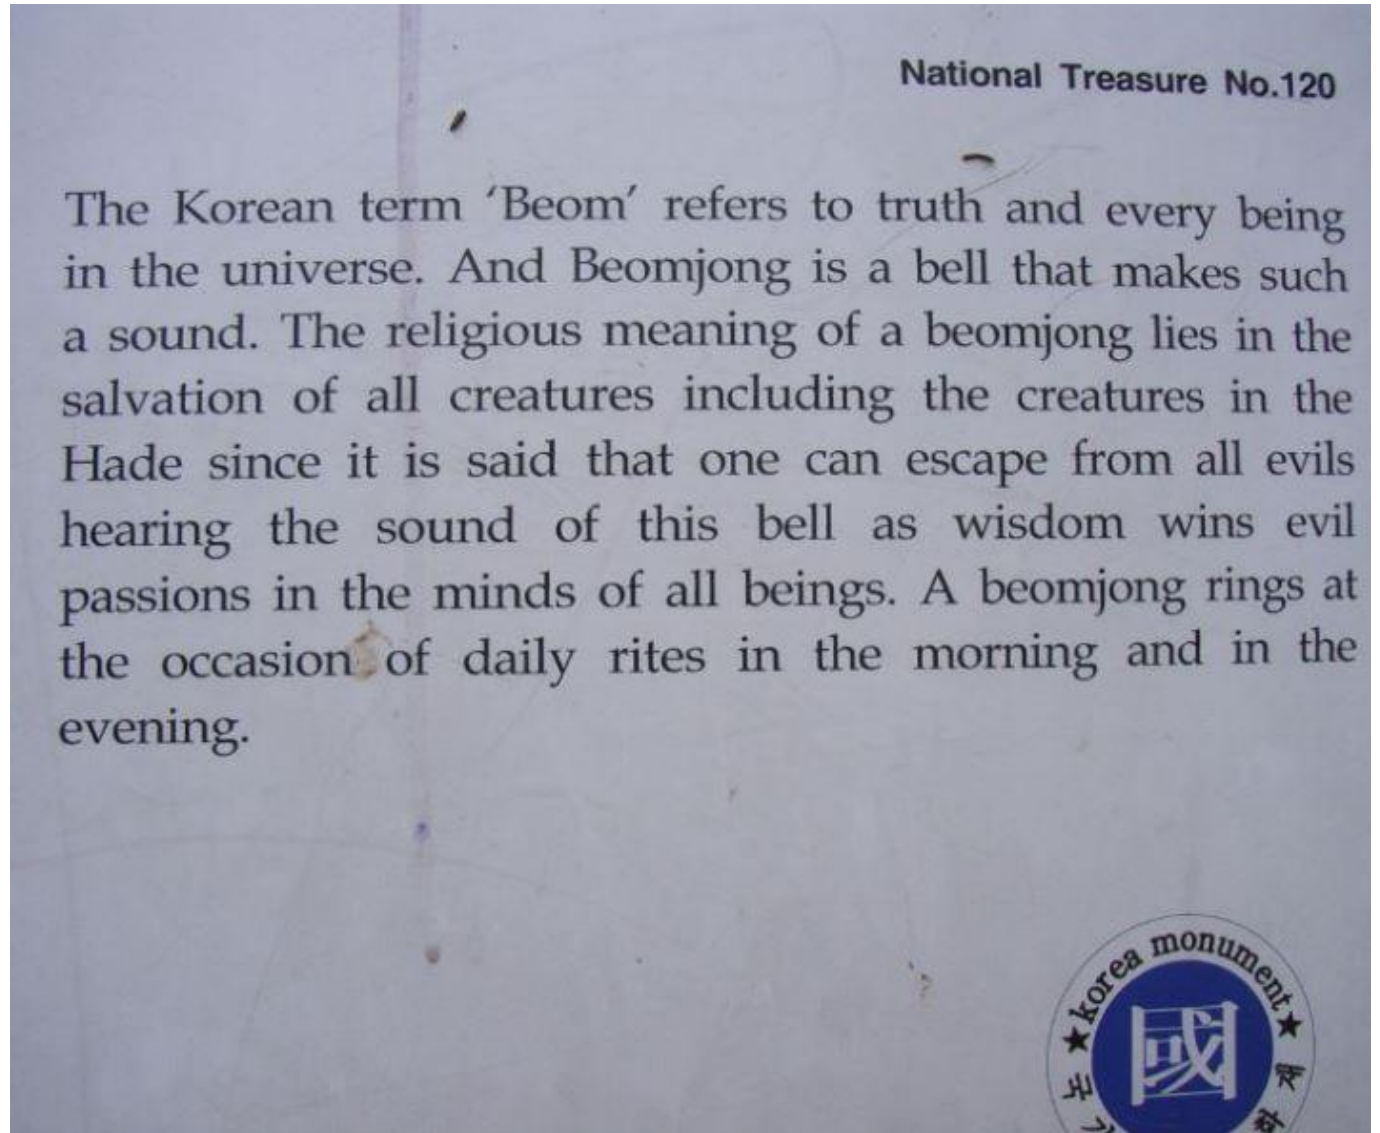 National Treasure No.120
The Korean term ‘Beom’ refers to truth and every being
in the universe. And Beomjong is a bell that makes such
a sound. The religious meaning of a beomjong lies in the
salvation of all creatures including the creatures in the
Hade since it is said that one can escape from all evils
hearing the sound of this bell as wisdom wins evil
passions in the minds of all beings. A beomjong rings at
the occasion of daily rites in the morning and in the
evening.
★korea monument★
國